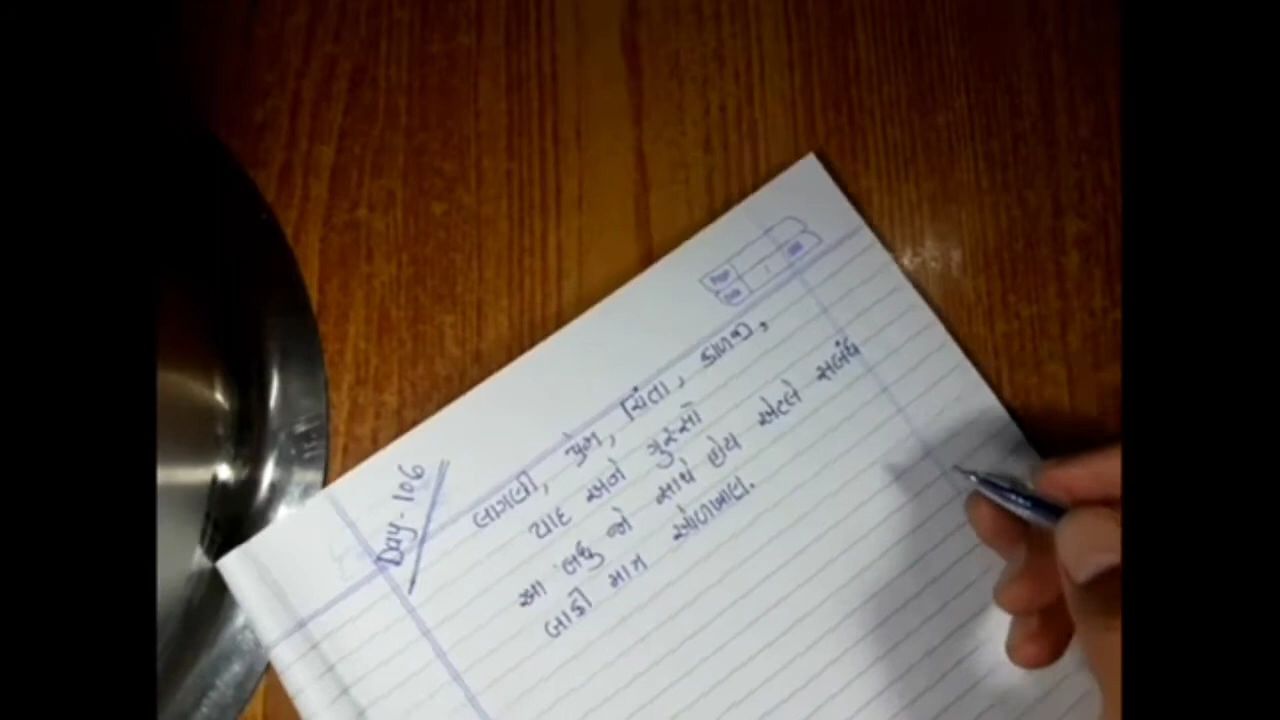 Day-106
લાગણી, પ્રેમ, ચિંતા, કાળજી,
યાદ અને ગુસ્સો
આ બધુ જો સાથે હોય એટલે સબંધ
બાકી માત્ર ઓળખાણ.